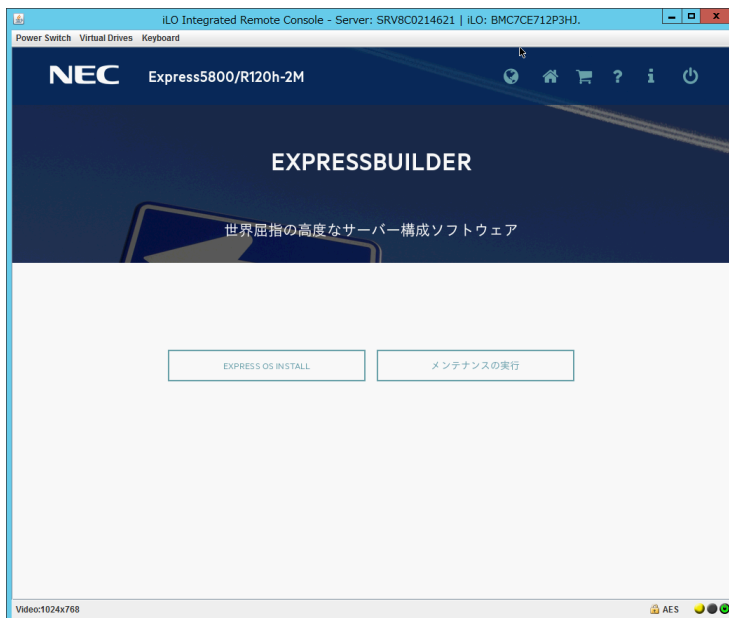 iLO Integrated Remote Console - Server: SRV8C0214621 | iLO: BMC7CE712P3HJ.
Power Switch Virtual Drives Keyboard
NEC Express5800/R120h-2M
EXPRESSBUILDER
世界屈指の高度なサーバー構成ソフトウェア
EXPRESS OS INSTALL メンテナンスの実行
Video:1024x768 AES